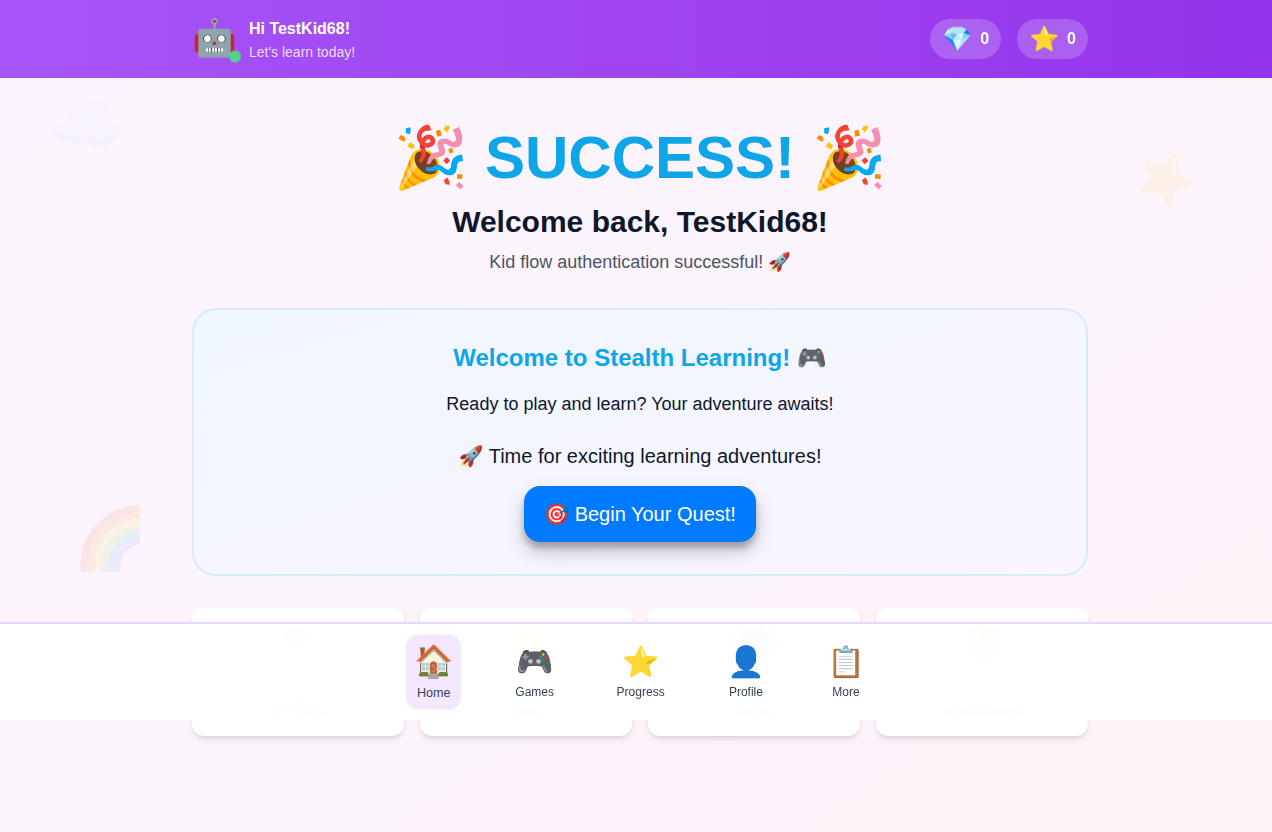 Hi TestKid68!
Let's learn today!
0
0
SUCCESS!
Welcome back, TestKid68!
Kid flow authentication successful!
Welcome to Stealth Learning!
Ready to play and learn? Your adventure awaits!
Time for exciting learning adventures!
Begin Your Quest!
Home
Games
Progress
Profile
More